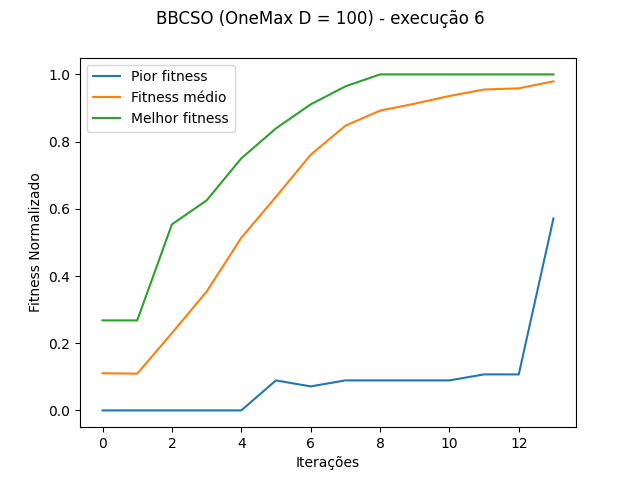 BBCSO (OneMax D = 100) - execução 6
Pior fitness
Fitness médio
Melhor fitness
Fitness Normalizado
1.0
0.8
0.6
0.4
0.2
0.0
0 2 4 6 8 10 12
Iterações